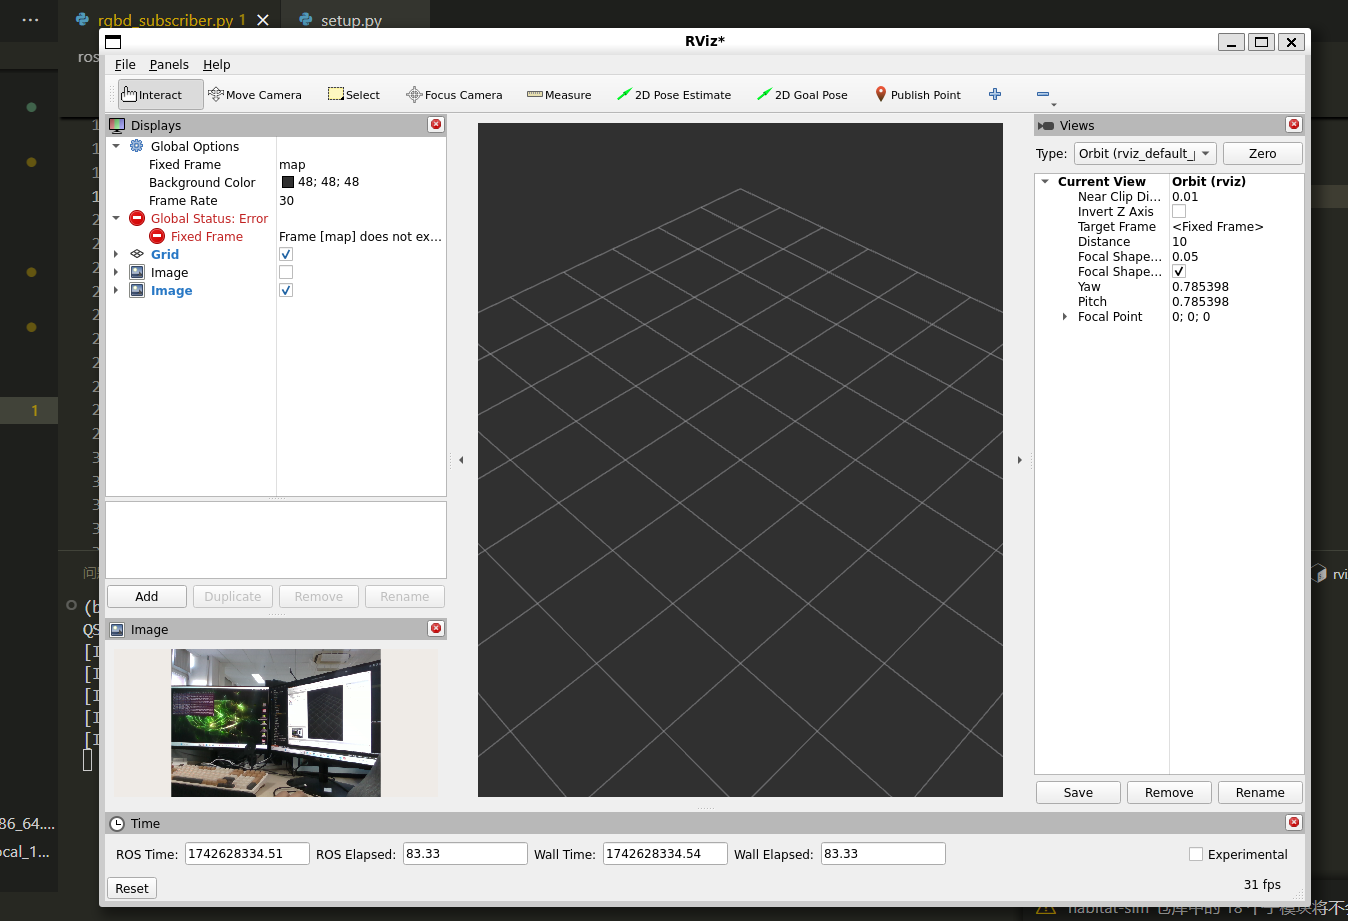 rgbd_subscriber.py 1
setup.py
ros
RViz*
File Panels Help
Interact Move Camera Select Focus Camera Measure 2D Pose Estimate 2D Goal Pose Publish Point
Displays
Global Options
Fixed Frame map
Background Color 48; 48; 48
Frame Rate 30
Global Status: Error
Fixed Frame Frame [map] does not ex...
Grid
Image
Image
Add Duplicate Remove Rename
Image
Views
Type: Orbit (rviz_default_ Zero
Current View Orbit (rviz)
Near Clip Di... 0.01
Invert Z Axis
Target Frame <Fixed Frame>
Distance 10
Focal Shape... 0.05
Focal Shape...
Yaw 0.785398
Pitch 0.785398
Focal Point 0; 0; 0
Save Remove Rename
Time
ROS Time: 1742628334.51 ROS Elapsed: 83.33 Wall Time: 1742628334.54 Wall Elapsed: 83.33 Experimental
Reset 31 fps
1
86_64....
ocal_1...
(b
QS
[I
[I
[I
[I
[I
rvi